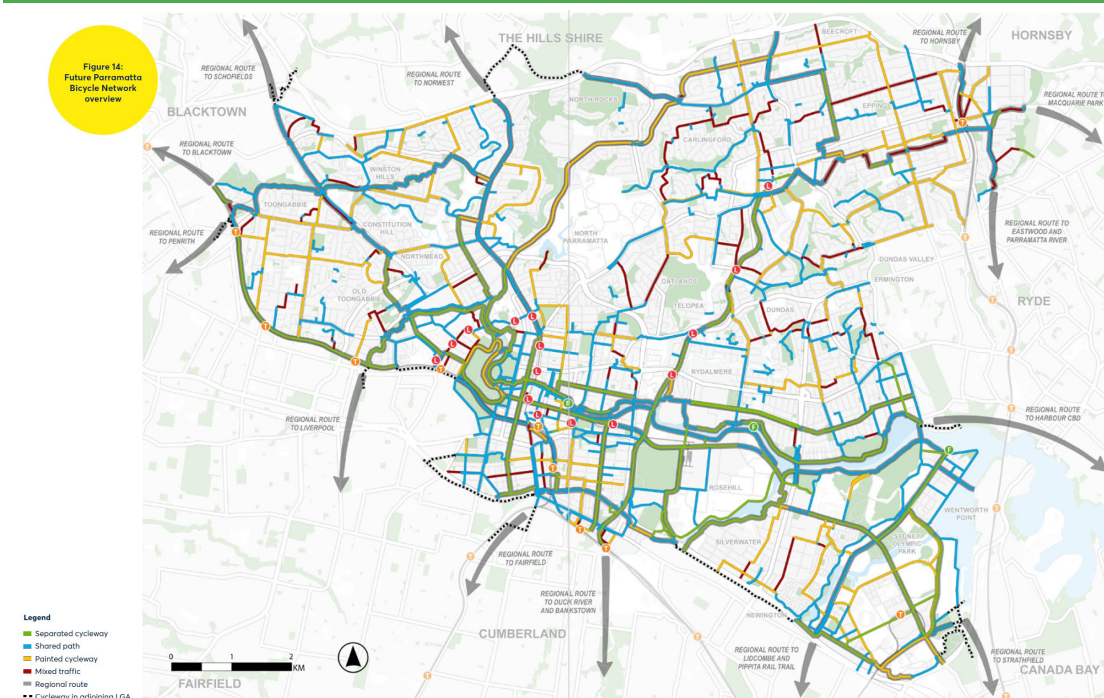 Figure 14:
Future Parramatta
Bicycle Network
overview
THE HILLS SHIRE
HORNSBY
BEECROFT
REGIONAL ROUTE
TO HORNSBY
REGIONAL ROUTE
TO SCHOFIELDS
REGIONAL ROUTE
TO NORWEST
BLACKTOWN
NORTH ROCKS
EPPING
REGIONAL ROUTE TO
MACQUARIE PARK
REGIONAL ROUTE
TO BLACKTOWN
CARLINGFORD
WINSTON
HILLS
TOONGABBIE
CONSTITUTION
HILL
REGIONAL ROUTE
TO PENRITH
NORTH
PARRAMATTA
REGIONAL ROUTE TO
EASTWOOD AND
PARRAMATTA RIVER
NORTHMEAD
DUNDAS VALLEY
ERMINGTON
OLD
TOONGABBIE
OATLANDS
TELOPEA
DUNDAS
RYDE
RYDALMERE
REGIONAL ROUTE
TO LIVERPOOL
REGIONAL ROUTE
TO HARBOUR CBD
ROSEHILL
WENTWORTH
POINT
SYDNEY
OLYMPIC
PARK
SILVERWATER
REGIONAL ROUTE
TO FAIRFIELD
REGIONAL ROUTE
TO DUCK RIVER
AND BANKSTOWN
NEWINGTON
CUMBERLAND
REGIONAL ROUTE TO
LIDCOMBE AND
PIPPITA RAIL TRAIL
REGIONAL ROUTE
TO STRATHFIELD
CANADA BAY
FAIRFIELD
Legend
Separated cycleway
Shared path
Painted cycleway
Mixed traffic
Regional route
Cycleway in adjoining LGA
0 1 2
KM